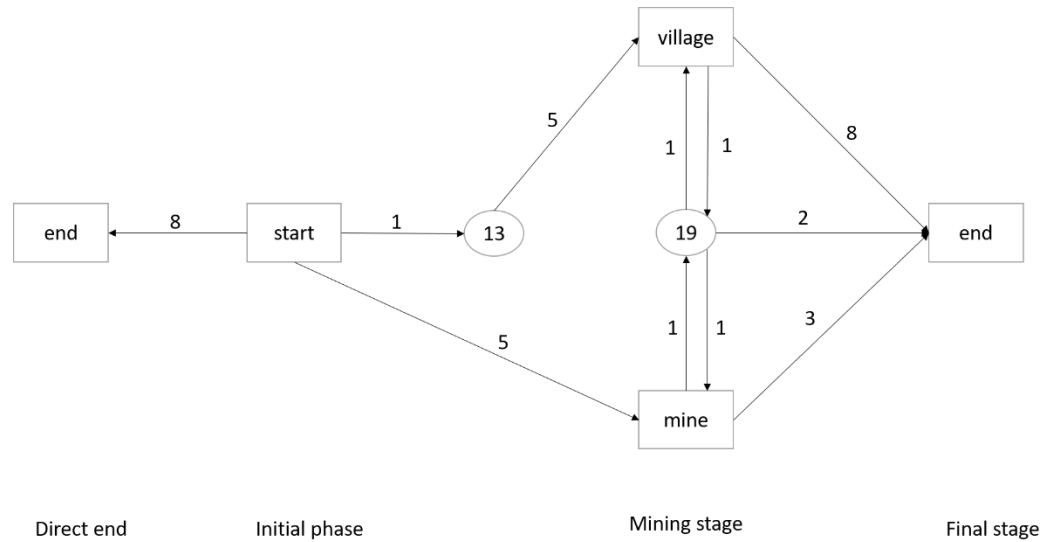 village
5
8
1
1
end
8
start
1
13
19
2
end
5
1
1
3
mine
Direct end
Initial phase
Mining stage
Final stage